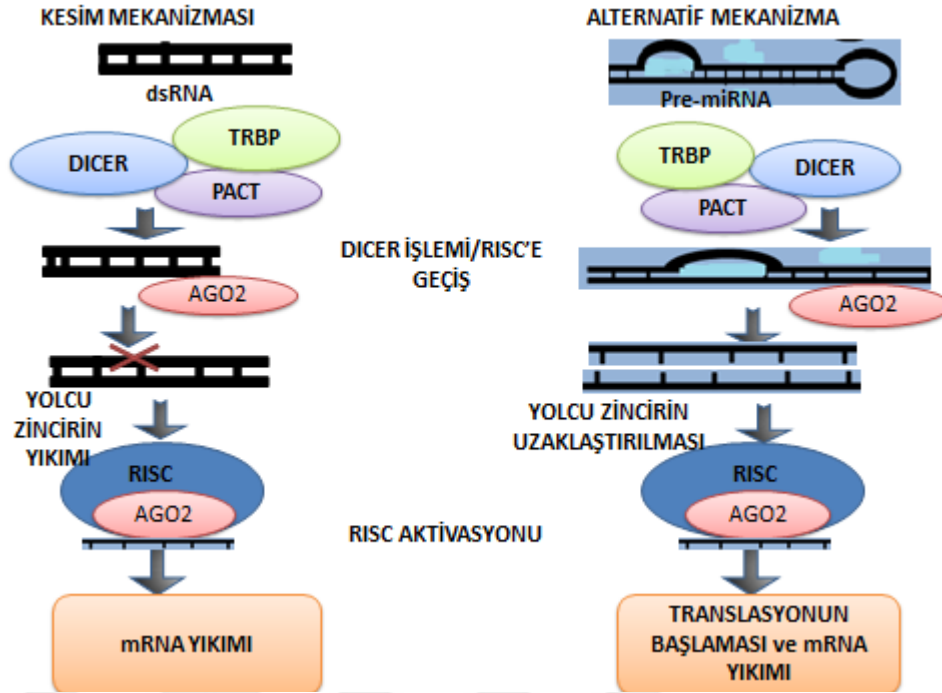 KESİM MEKANİZMASI
dsRNA
DICER
TRBP
PACT
AGO2
YOLCU
ZİNCİRİN
YIKIMI
RISC
AGO2
mRNA YIKIMI
DICER İŞLEMİ/RISC'E
GEÇİŞ
RISC AKTİVASYONU
ALTERNATİF MEKANİZMA
Pre-miRNA
TRBP
DICER
PACT
AGO2
YOLCU ZİNCİRİN
UZAKLAŞTIRILMASI
RISC
AGO2
TRANSLASYONUN
BAŞLAMASI ve mRNA
YIKIMI